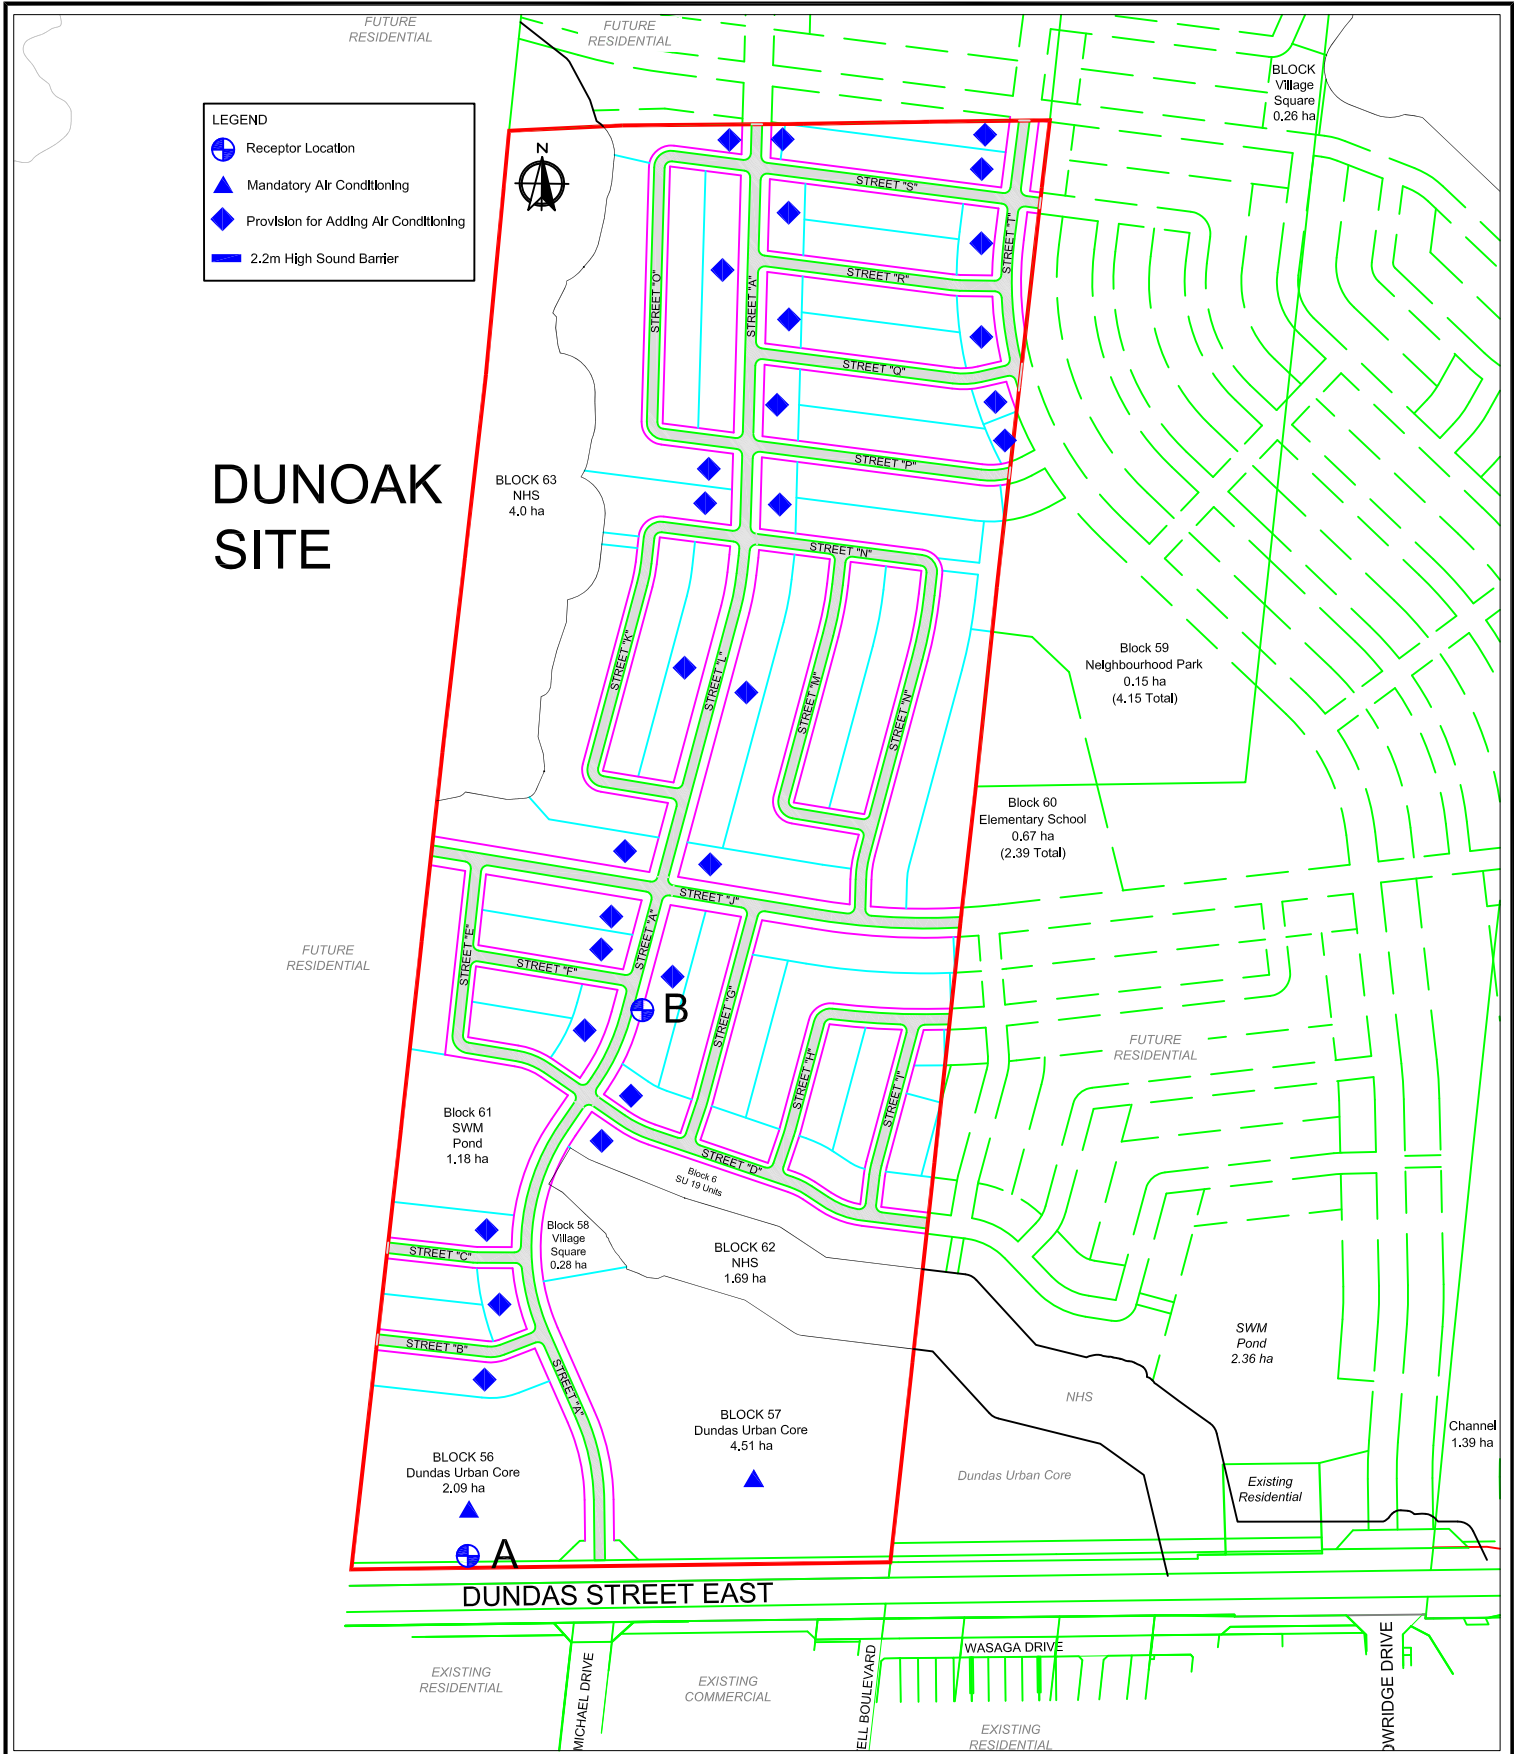 FUTURE
RESIDENTIAL
FUTURE
RESIDENTIAL
BLOCK
Village
Square
0.26 ha
LEGEND
Receptor Location
Mandatory Air Conditioning
Provision for Adding Air Conditioning
2.2m High Sound Barrier
N
STREET "S"
STREET "T"
STREET "O"
STREET "A"
STREET "R"
STREET "Q"
STREET "P"
DUNOAK
SITE
BLOCK 63
NHS
4.0 ha
STREET "N"
STREET "K"
STREET "L"
STREET "M"
STREET "N"
Block 59
Neighbourhood Park
0.15 ha
(4.15 Total)
Block 60
Elementary School
0.67 ha
(2.39 Total)
STREET "J"
STREET "A"
STREET "E"
STREET "F"
FUTURE
RESIDENTIAL
B
STREET "G"
STREET "H"
STREET "I"
FUTURE
RESIDENTIAL
Block 61
SWM
Pond
1.18 ha
STREET "D"
Block 6
SU 19 Units
Block 58
Village
Square
0.28 ha
STREET "C"
BLOCK 62
NHS
1.69 ha
STREET "B"
STREET "A"
SWM
Pond
2.36 ha
NHS
BLOCK 57
Dundas Urban Core
4.51 ha
BLOCK 56
Dundas Urban Core
2.09 ha
Dundas Urban Core
Existing
Residential
Channel
1.39 ha
A
DUNDAS STREET EAST
WASAGA DRIVE
MICHAEL DRIVE
ELL BOULEVARD
OWRIDGE DRIVE
EXISTING
RESIDENTIAL
EXISTING
COMMERCIAL
EXISTING
RESIDENTIAL